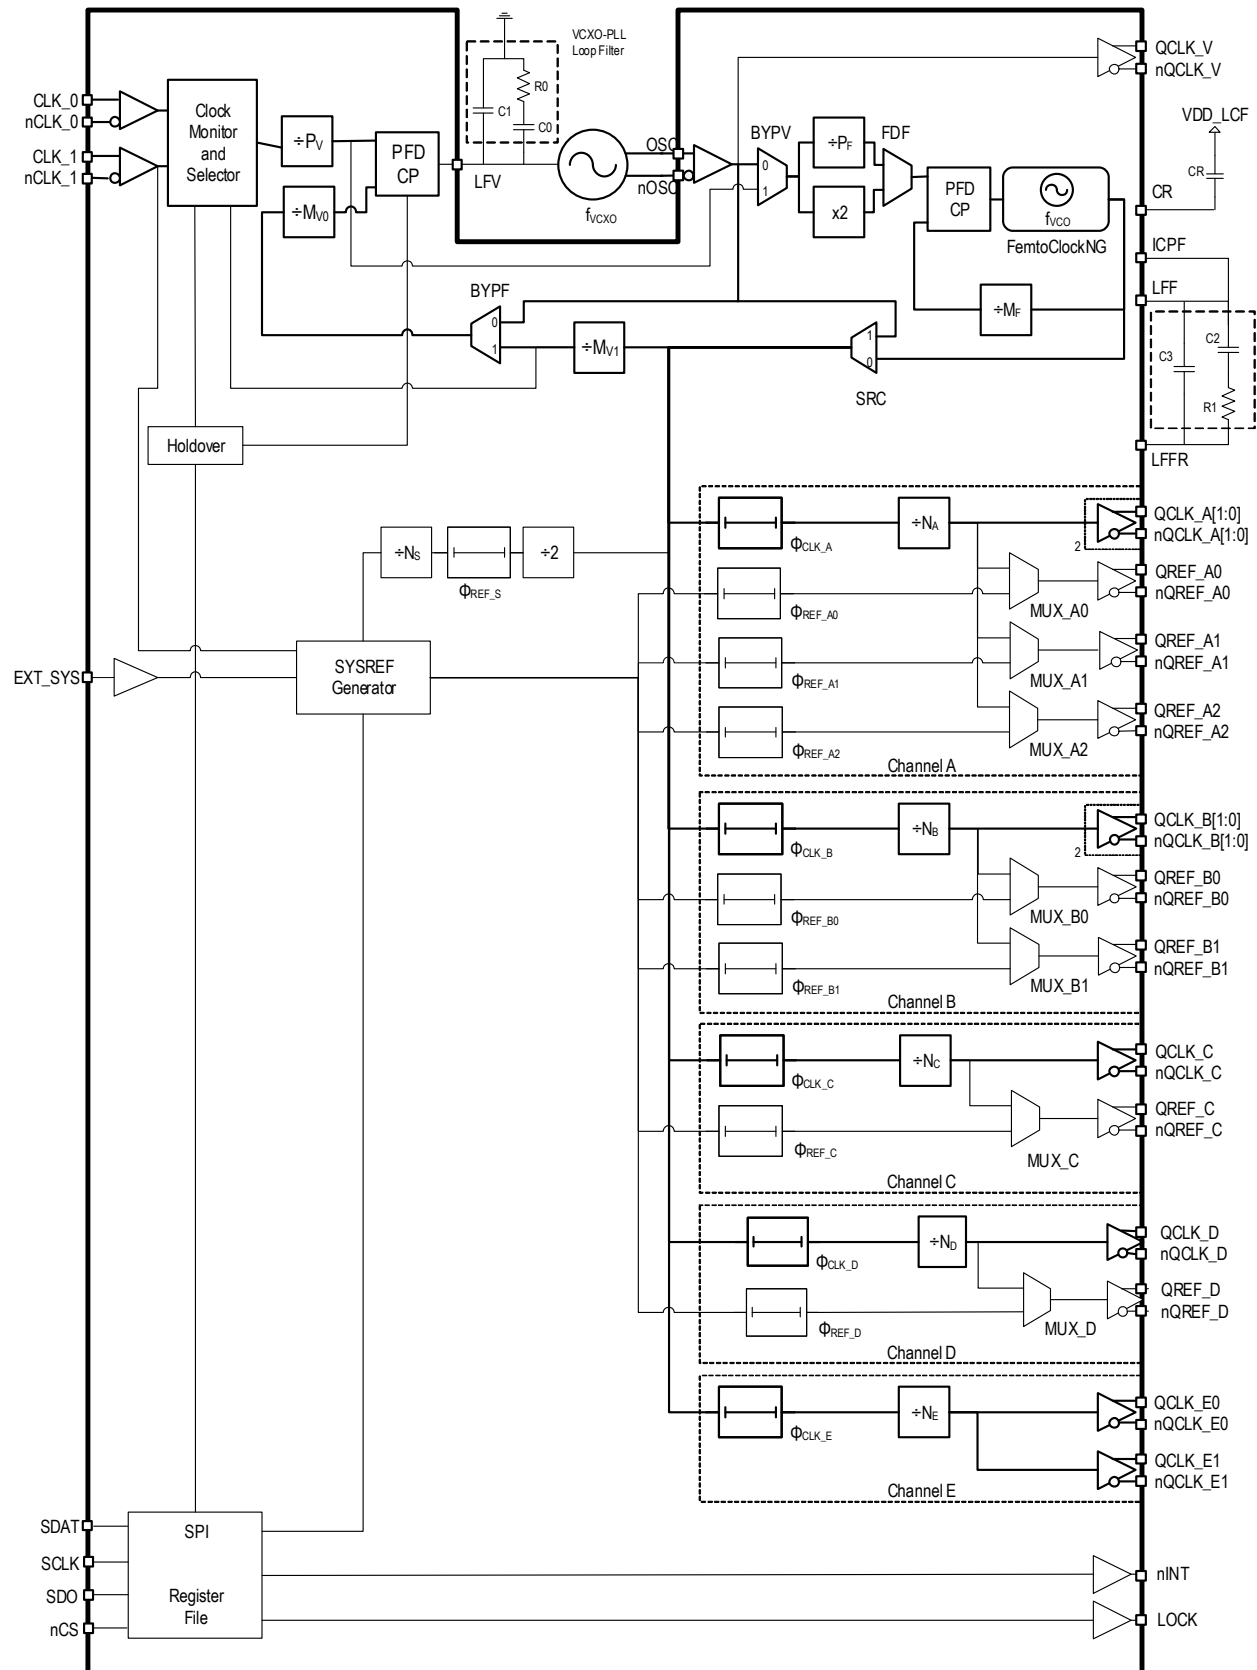 VCXO-PLL
Loop Filter
R0
C1
C0
QCLK_V
nQCLK_V
CLK_0
nCLK_0
CLK_1
nCLK_1
Clock
Monitor
and
Selector
÷PV
PFD
CP
LFV
fVCXO
OSC
nOSC
BYPV
0
1
÷PF
x2
FDF
PFD
CP
fVCO
FemtoClockNG
VDD_LCF
CR
CR
ICPF
LFF
÷MV0
÷MF
BYPF
0
1
÷MV1
1
0
SRC
C3
C2
R1
LFFR
Holdover
÷NS
ΦREF_S
÷2
SYSREF
Generator
EXT_SYS
ΦCLK_A
÷NA
2
QCLK_A[1:0]
nQCLK_A[1:0]
ΦREF_A0
MUX_A0
QREF_A0
nQREF_A0
ΦREF_A1
MUX_A1
QREF_A1
nQREF_A1
ΦREF_A2
MUX_A2
QREF_A2
nQREF_A2
Channel A
ΦCLK_B
÷NB
2
QCLK_B[1:0]
nQCLK_B[1:0]
ΦREF_B0
MUX_B0
QREF_B0
nQREF_B0
ΦREF_B1
MUX_B1
QREF_B1
nQREF_B1
Channel B
ΦCLK_C
÷NC
QCLK_C
nQCLK_C
ΦREF_C
MUX_C
QREF_C
nQREF_C
Channel C
ΦCLK_D
÷ND
QCLK_D
nQCLK_D
ΦREF_D
MUX_D
QREF_D
nQREF_D
Channel D
ΦCLK_E
÷NE
QCLK_E0
nQCLK_E0
QCLK_E1
nQCLK_E1
Channel E
SDAT
SCLK
SDO
nCS
SPI
Register
File
nINT
LOCK